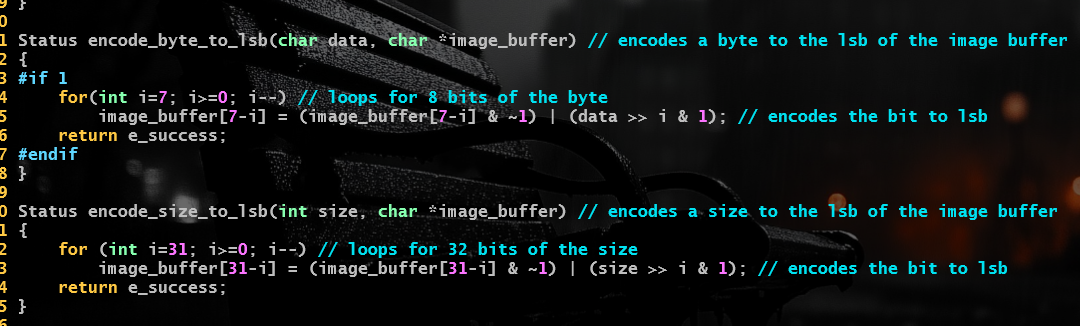 9 }
0
1 Status encode_byte_to_lsb(char data, char *image_buffer) // encodes a byte to the lsb of the image buffer
2 {
3 #if 1
4     for(int i=7; i>=0; i--) // loops for 8 bits of the byte
5         image_buffer[7-i] = (image_buffer[7-i] & ~1) | (data >> i & 1); // encodes the bit to lsb
6     return e_success;
7 #endif
8 }
9
0 Status encode_size_to_lsb(int size, char *image_buffer) // encodes a size to the lsb of the image buffer
1 {
2     for (int i=31; i>=0; i--) // loops for 32 bits of the size
3         image_buffer[31-i] = (image_buffer[31-i] & ~1) | (size >> i & 1); // encodes the bit to lsb
4     return e_success;
5 }
6